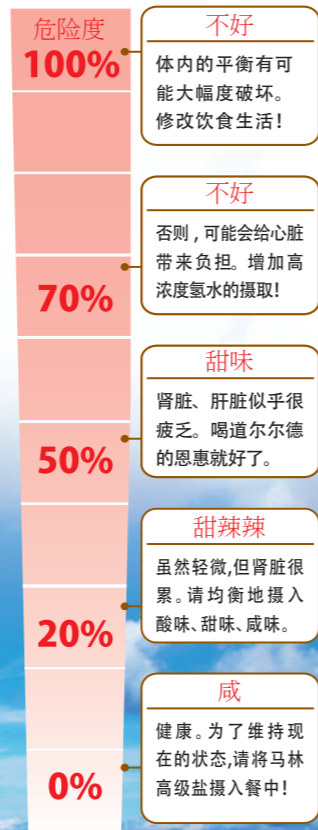 危险度
100%
不好
体内的平衡有可
能大幅度破坏。
修改饮食生活！
不好
否则，可能会给心脏
带来负担。增加高
浓度氢水的摄取！
70%
甜味
肾脏、肝脏似乎很
疲乏。喝道尔尔德
的恩惠就好了。
50%
甜辣辣
虽然轻微,但肾脏很
累。请均衡地摄入
酸味、甜味、咸味。
20%
咸
健康。为了维持现
在的状态,请将马林
高级盐摄入餐中！
0%